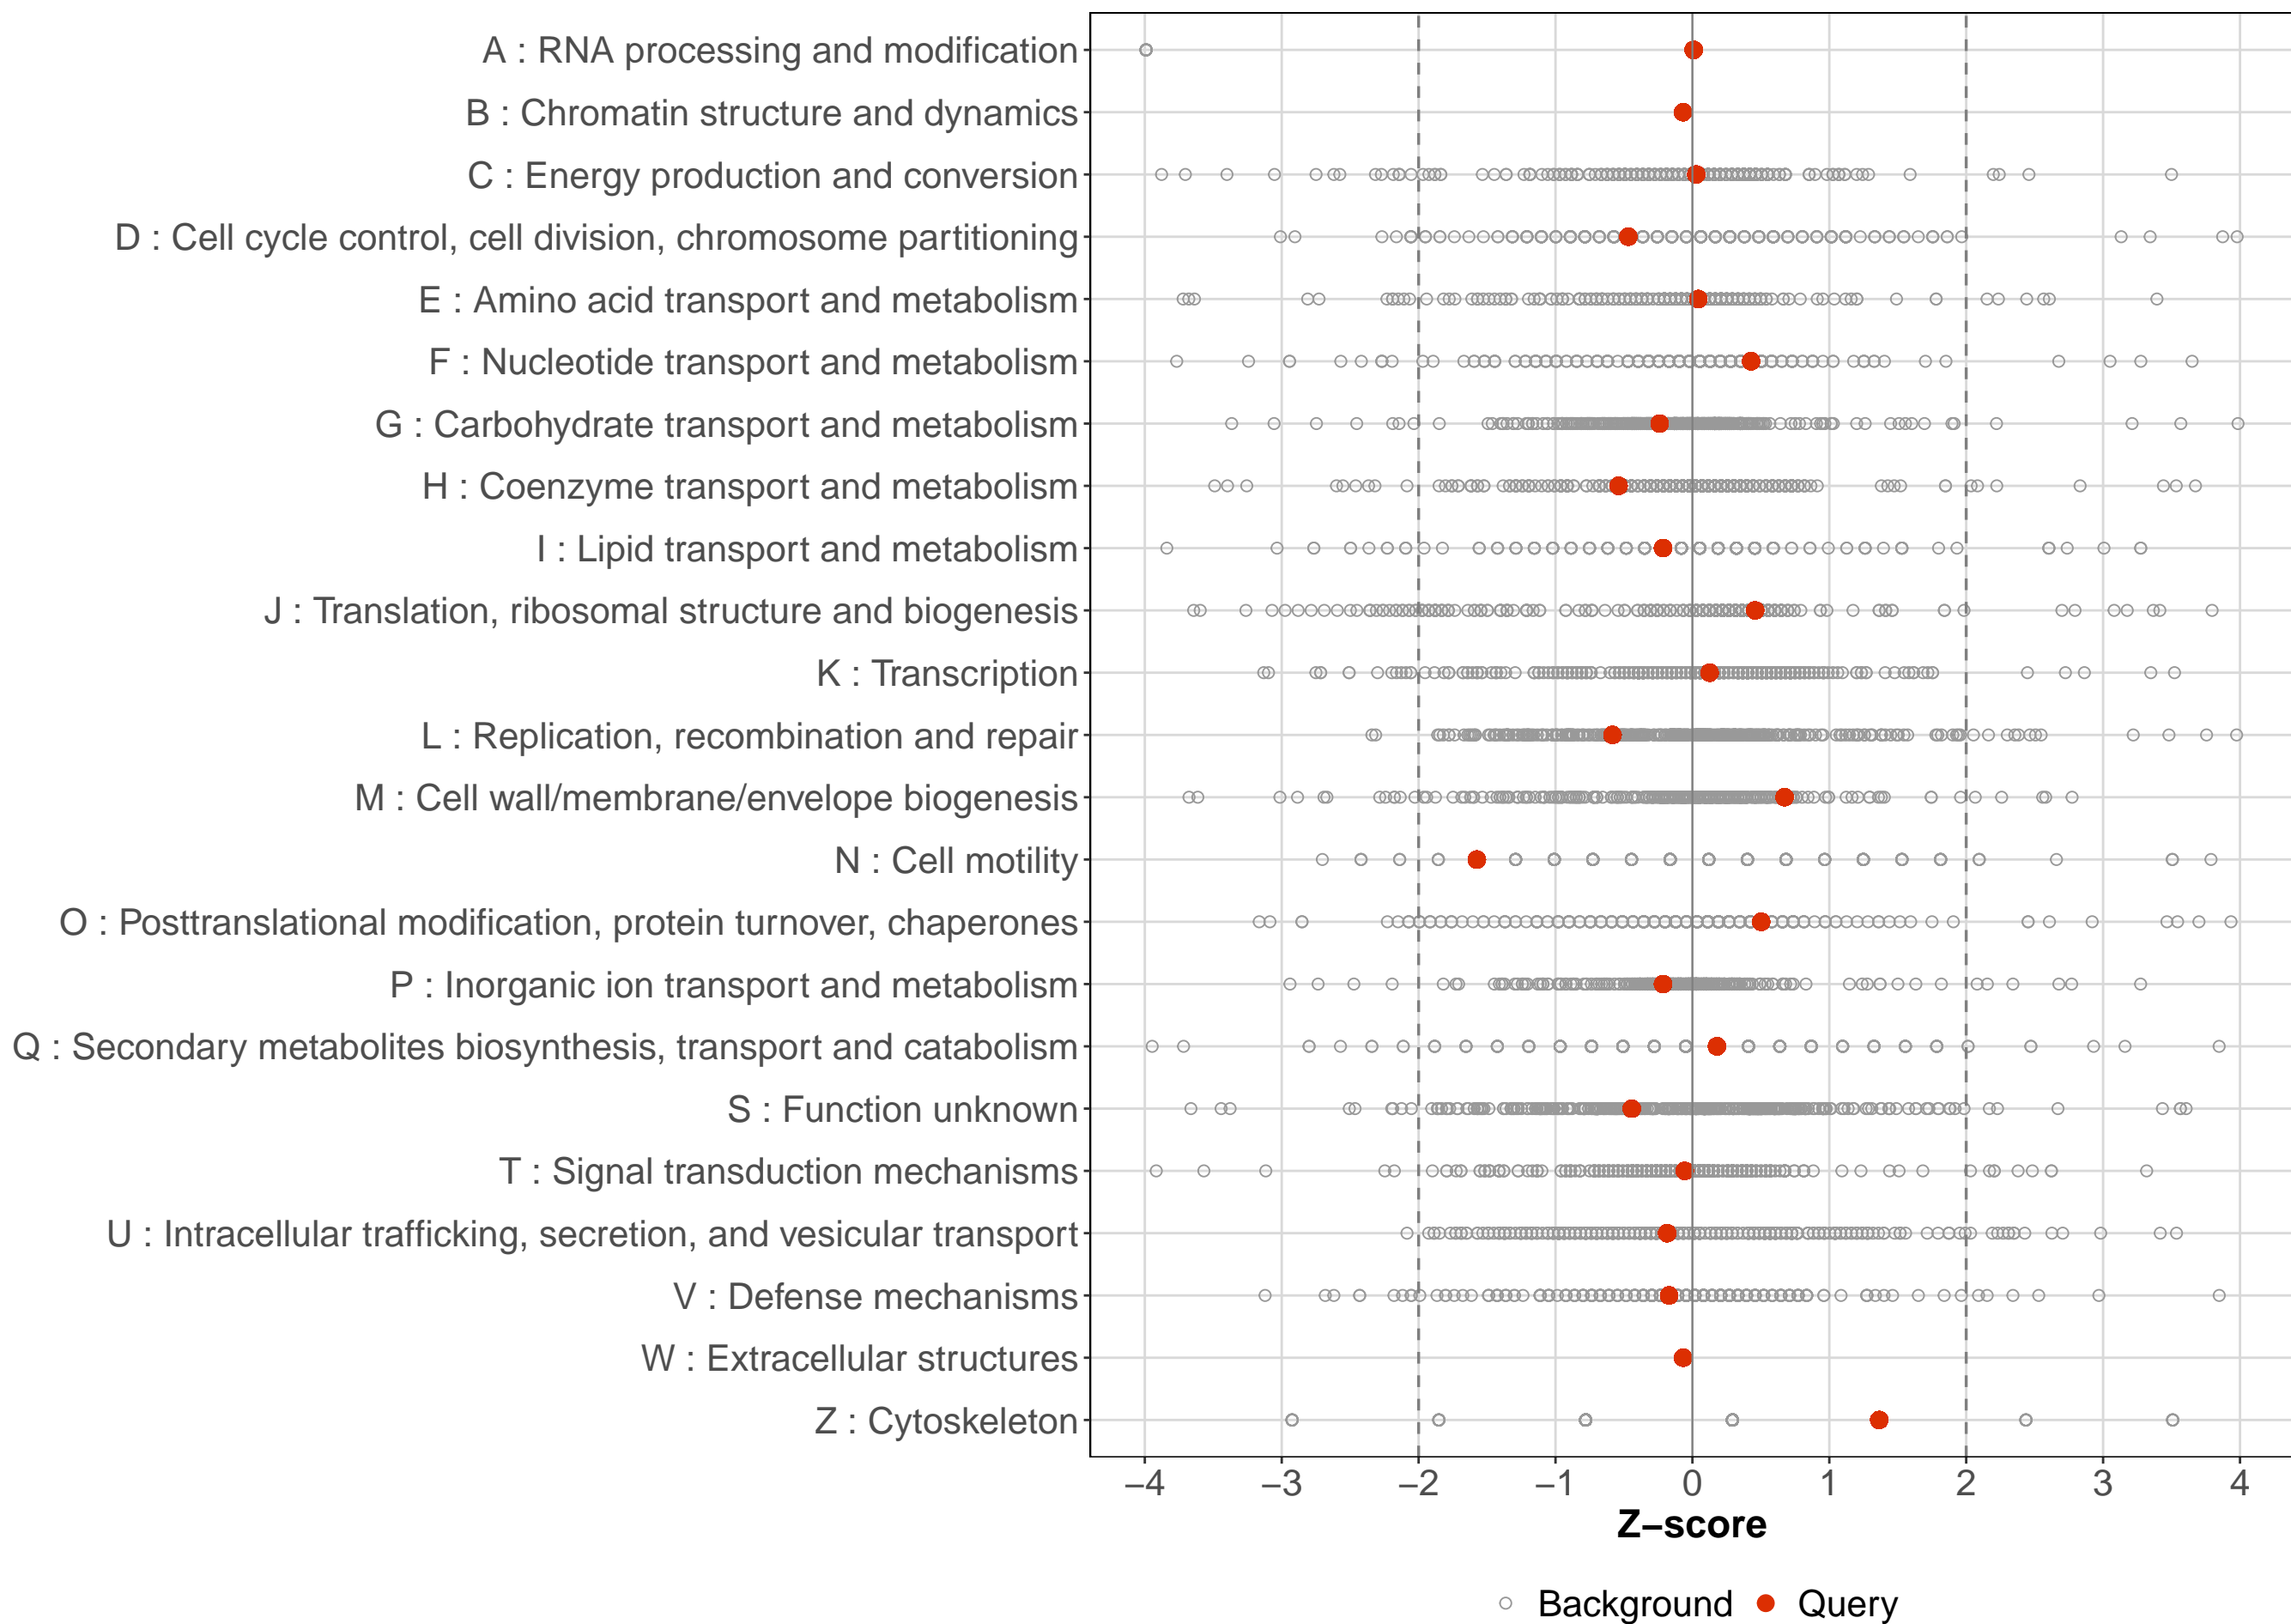 A : RNA processing and modification
B : Chromatin structure and dynamics
C : Energy production and conversion
D : Cell cycle control, cell division, chromosome partitioning
E : Amino acid transport and metabolism
F : Nucleotide transport and metabolism
G : Carbohydrate transport and metabolism
H : Coenzyme transport and metabolism
I : Lipid transport and metabolism
J : Translation, ribosomal structure and biogenesis
K : Transcription
L : Replication, recombination and repair
M : Cell wall/membrane/envelope biogenesis
N : Cell motility
O : Posttranslational modification, protein turnover, chaperones
P : Inorganic ion transport and metabolism
Q : Secondary metabolites biosynthesis, transport and catabolism
S : Function unknown
T : Signal transduction mechanisms
U : Intracellular trafficking, secretion, and vesicular transport
V : Defense mechanisms
W : Extracellular structures
Z : Cytoskeleton
−4 −3 −2 −1 0 1 2 3 4
Z−score
Background Query